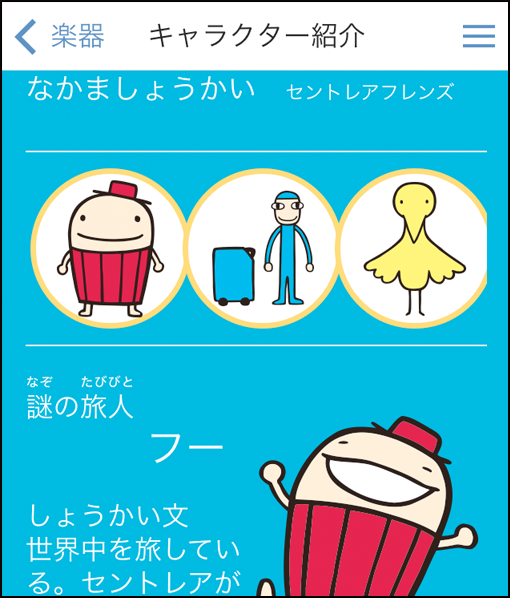 楽器 キャラクター紹介
なかましょうかい セントレアフレンズ
なぞ たびびと
謎の旅人
フー
しょうかい文
世界中を旅してい
る。セントレアが